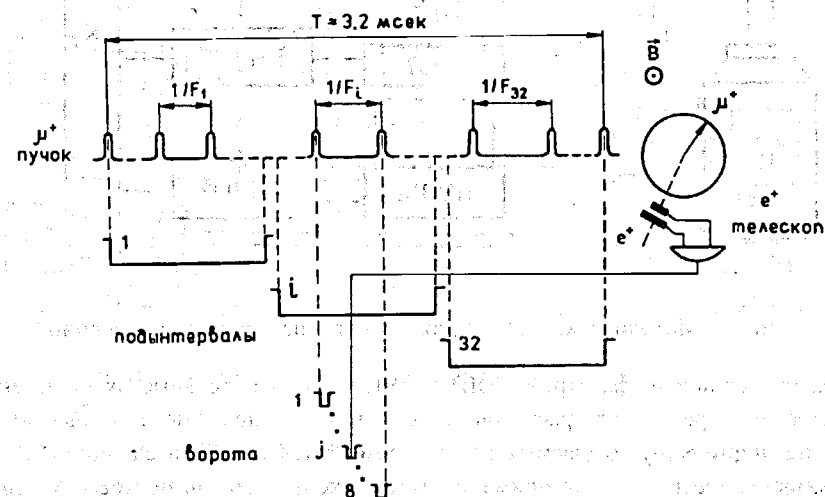 T ≈ 3,2 мсек
1/F₁
1/Fᵢ
1/F₃₂
B⃗
μ⁺
μ⁺
пучок
e⁺
e⁺
телескоп
1
i
32
подынтервалы
1
ворота
j
8